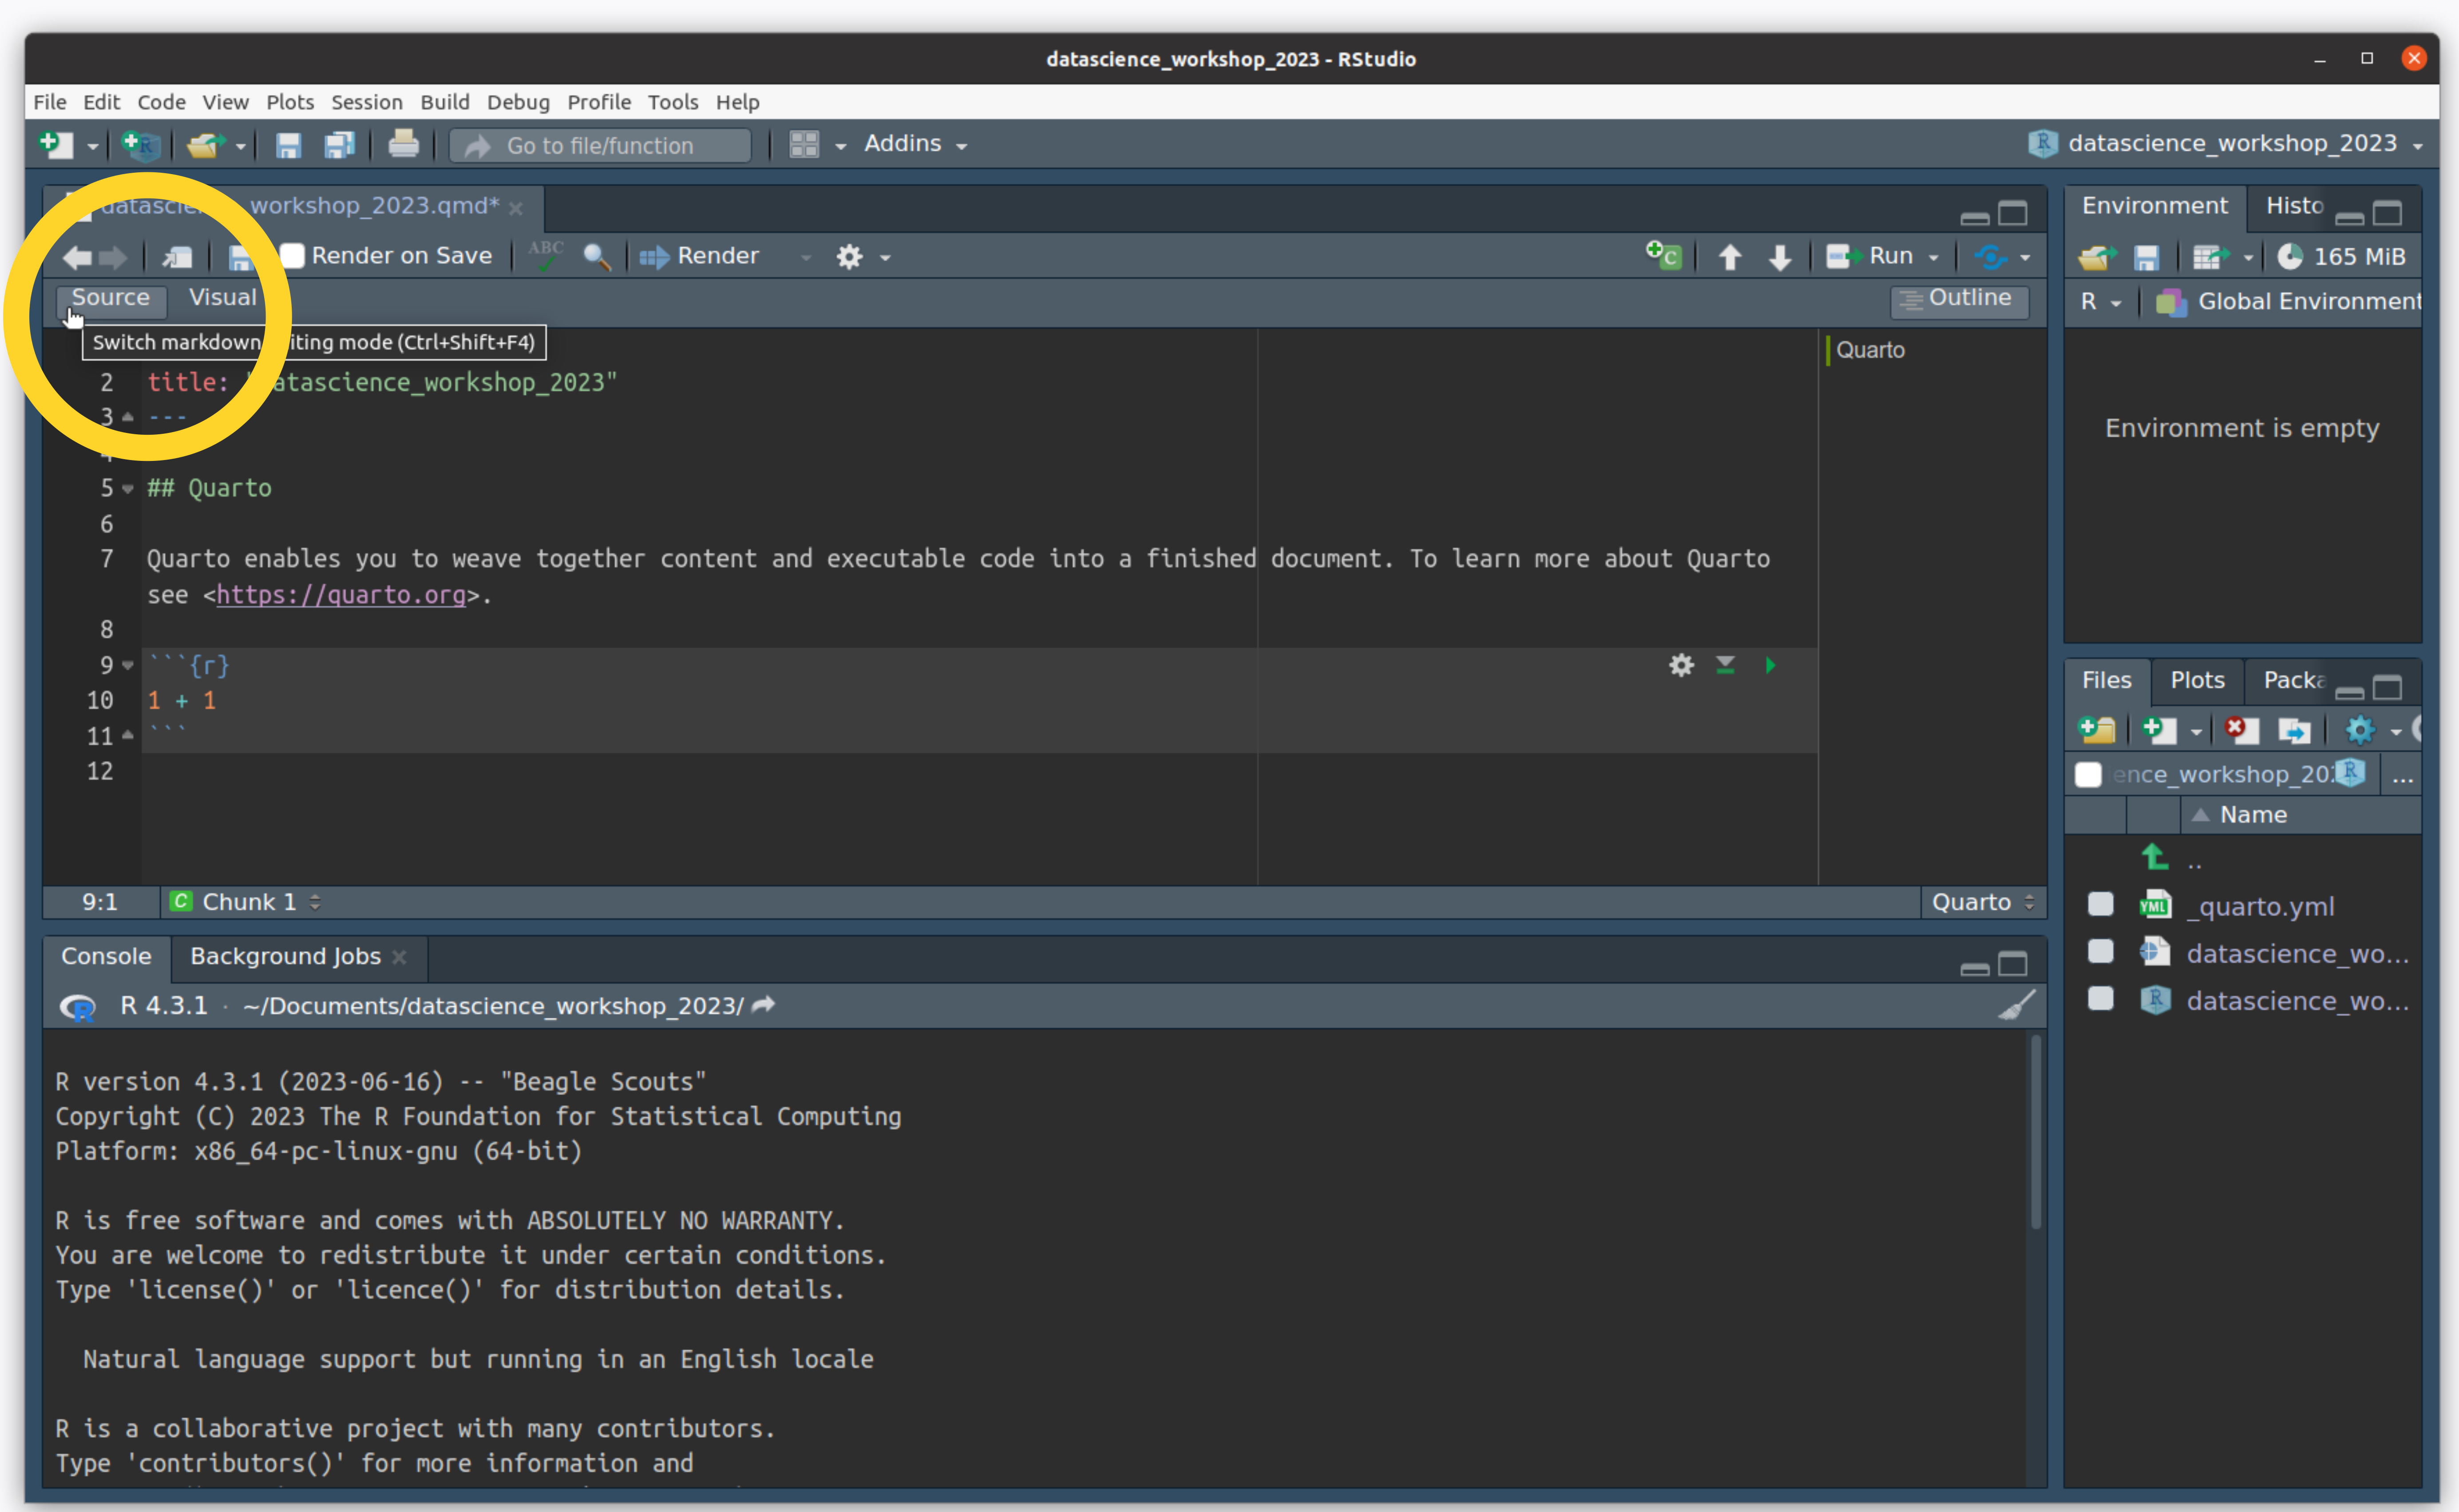 datascience_workshop_2023 - RStudio
File Edit Code View Plots Session Build Debug Profile Tools Help
Go to file/function
Addins
datascience_workshop_2023
workshop_2023.qmd*
Render on Save
ABC
Render
Run
Source
Visual
Outline
Switch markdown iting mode (Ctrl+Shift+F4)
2 title: atascience_workshop_2023"
3 ---
4
5 ## Quarto
6
7 Quarto enables you to weave together content and executable code into a finished document. To learn more about Quarto
see <https://quarto.org>.
8
9 ```{r}
10 1 + 1
11 ```
12
Quarto
9:1
C Chunk 1
Quarto
Console
Background Jobs
R 4.3.1 · ~/Documents/datascience_workshop_2023/
R version 4.3.1 (2023-06-16) -- "Beagle Scouts"
Copyright (C) 2023 The R Foundation for Statistical Computing
Platform: x86_64-pc-linux-gnu (64-bit)
R is free software and comes with ABSOLUTELY NO WARRANTY.
You are welcome to redistribute it under certain conditions.
Type 'license()' or 'licence()' for distribution details.
Natural language support but running in an English locale
R is a collaborative project with many contributors.
Type 'contributors()' for more information and
Environment
Histo
165 MiB
R
Global Environment
Environment is empty
Files
Plots
Packa
ence_workshop_20
...
Name
..
YML _quarto.yml
datascience_wo...
datascience_wo...